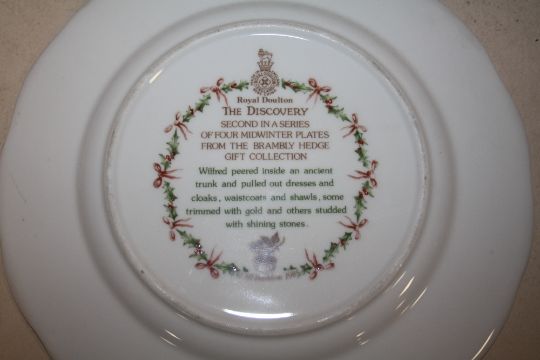 Royal Doulton
THE DISCOVERY
SECOND IN A SERIES
OF FOUR MIDWINTER PLATES
FROM THE BRAMBLY HEDGE
GIFT COLLECTION
Wilfred peered inside an ancient
trunk and pulled out dresses and
cloaks, waistcoats and shawls, some
trimmed with gold and others studded
with shining stones.